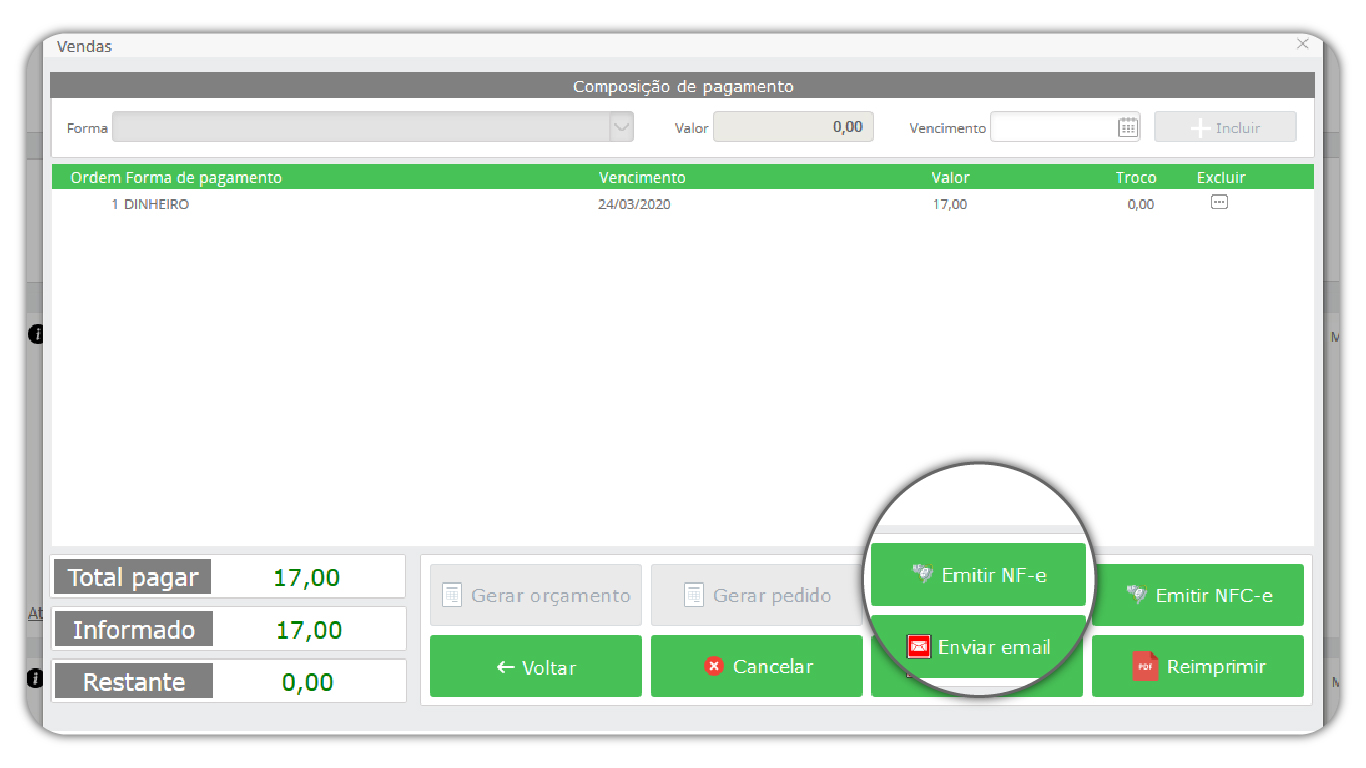 Vendas
Composição de pagamento
Forma Valor 0,00 Vencimento Incluir
Ordem Forma de pagamento Vencimento Valor Troco Excluir
1 DINHEIRO 24/03/2020 17,00 0,00
M
At
Total pagar 17,00
Informado 17,00
Restante 0,00
Gerar orçamento Gerar pedido Emitir NF-e Emitir NFC-e
Voltar Cancelar Enviar email PDF Reimprimir
M